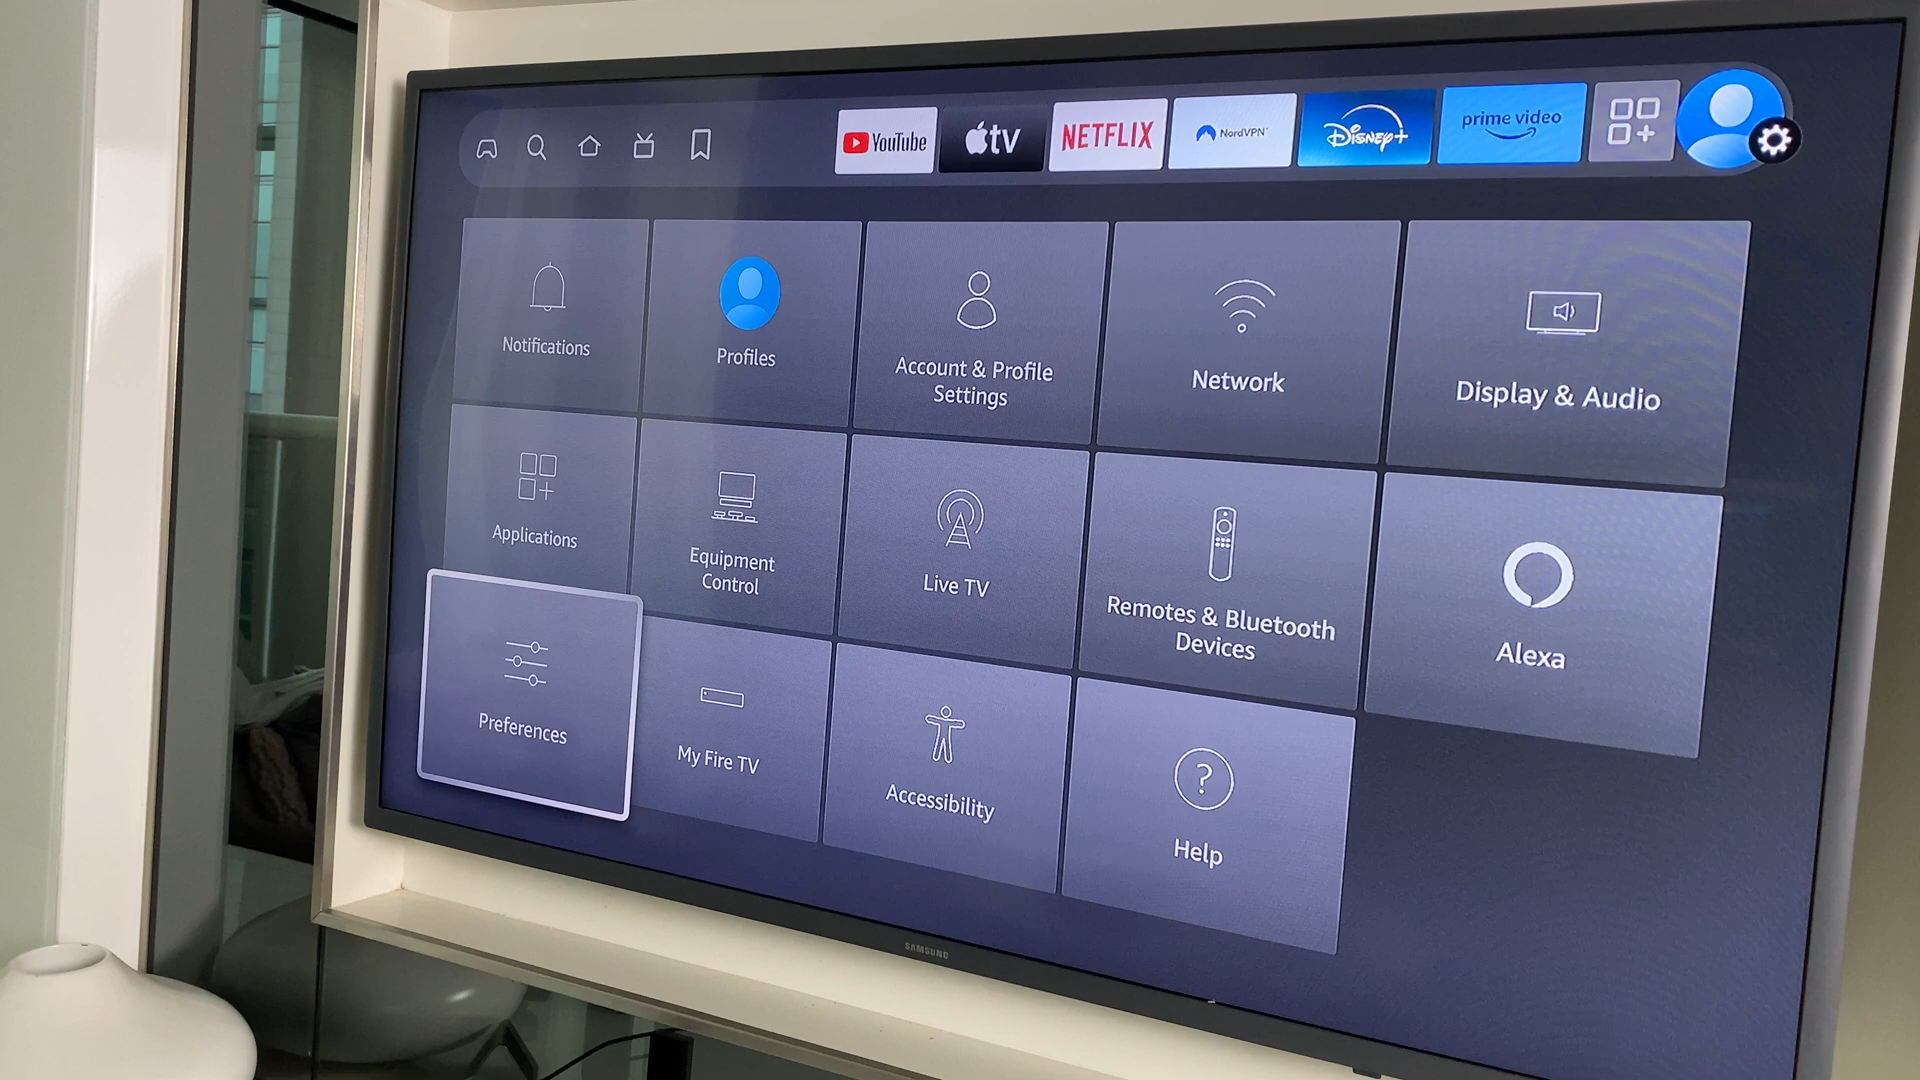 YouTube
tv
NETFLIX
NordVPN
Disney+
prime video
Notifications
Profiles
Account & Profile
Settings
Network
Display & Audio
Applications
Equipment
Control
Live TV
Remotes & Bluetooth
Devices
Alexa
Preferences
My Fire TV
Accessibility
?
Help
SAMSUNG